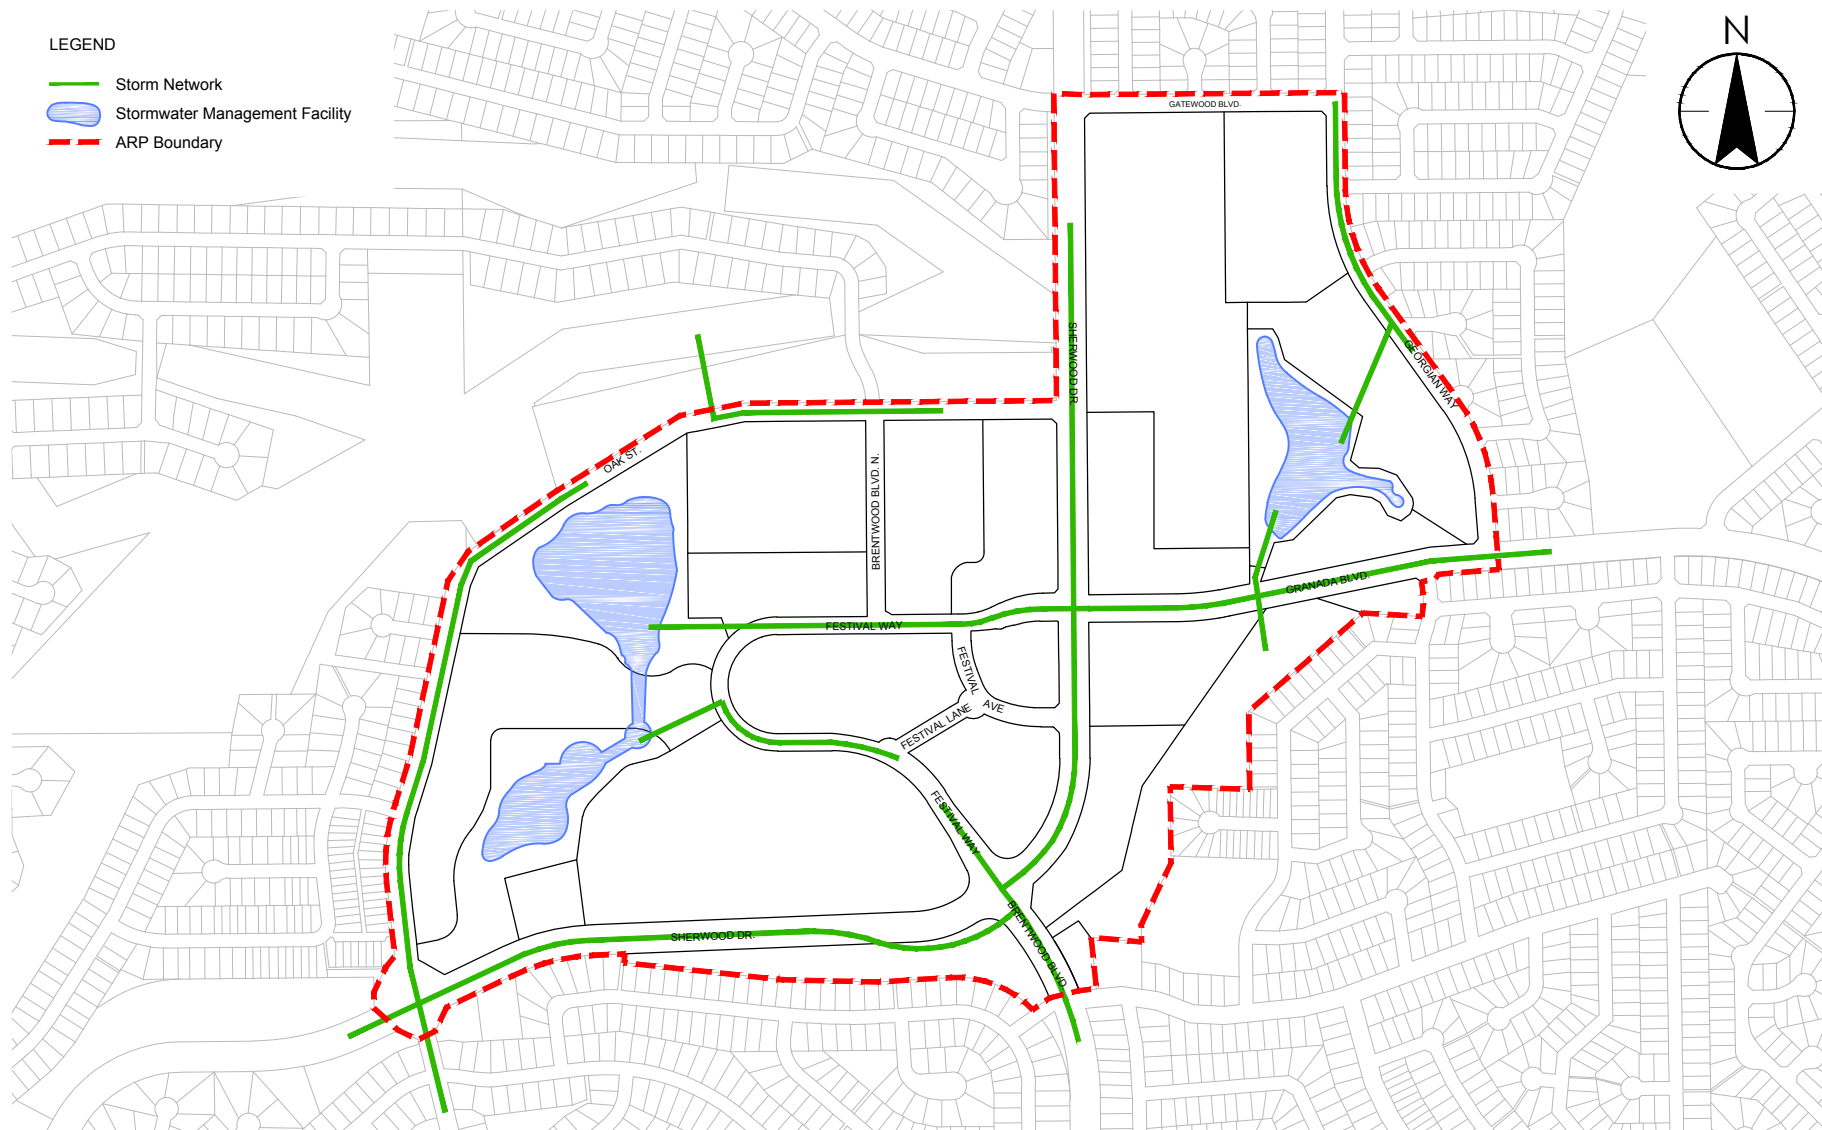 LEGEND
Storm Network
Stormwater Management Facility
ARP Boundary
N
GATEWOOD BLVD.
SHERWOOD DR.
GEORGIAN WAY
OAK ST.
BRENTWOOD BLVD. N.
GRANADA BLVD.
FESTIVAL WAY
FESTIVAL
AVE
FESTIVAL LANE
FESTIVAL WAY
BRENTWOOD BLVD.
SHERWOOD DR.